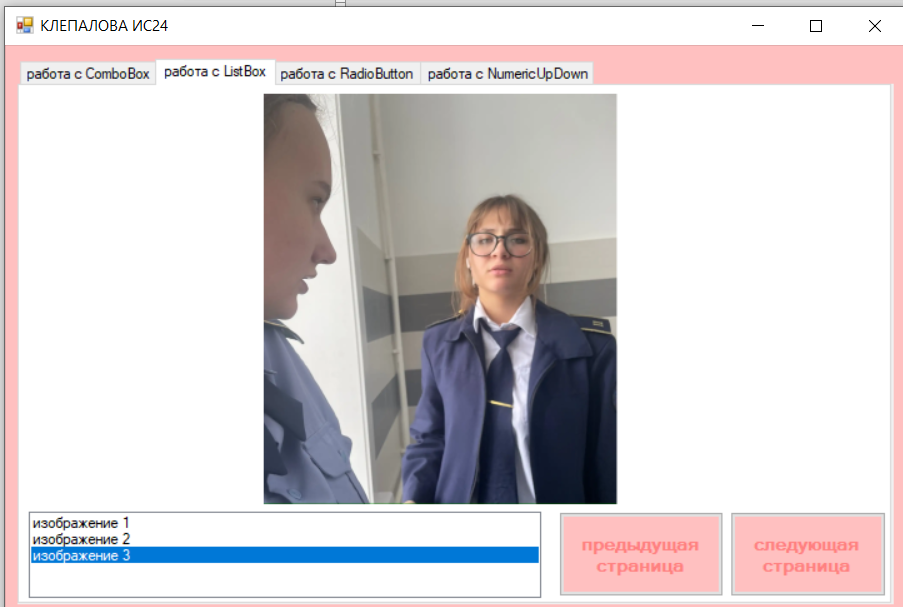 КЛЕПАЛОВА ИС24
работа с ComboBox
работа с ListBox
работа с RadioButton
работа с NumericUpDown
изображение 1
изображение 2
изображение 3
предыдущая
страница
следующая
страница